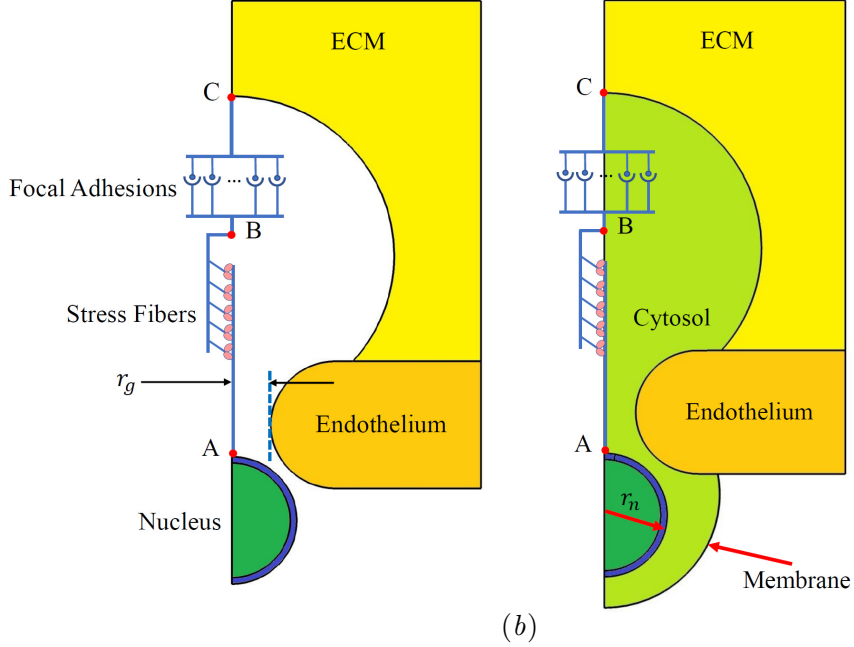 ECM
C
Focal Adhesions
...
B
Stress Fibers
r_g
Endothelium
A
Nucleus
ECM
C
...
B
Cytosol
Endothelium
A
r_n
Membrane
(b)